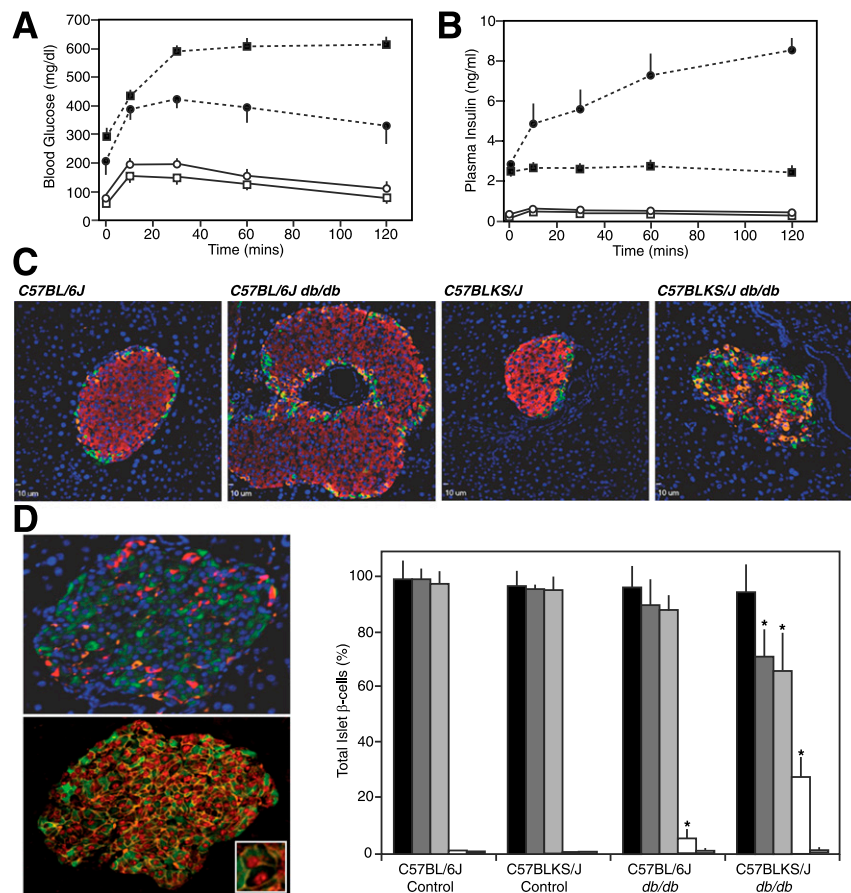 A
Blood Glucose (mg/dl)
700
600
500
400
300
200
100
0
0 20 40 60 80 100 120
Time (mins)
B
Plasma Insulin (ng/ml)
10
8
6
4
2
0
0 20 40 60 80 100 120
Time (mins)
C
C57BL/6J
C57BL/6J db/db
C57BLKS/J
C57BLKS/J db/db
10 um
10 um
10 um
10 um
D
Total Islet β-cells (%)
100
80
60
40
20
0
* * * *
C57BL/6J
Control
C57BLKS/J
Control
C57BL/6J
db/db
C57BLKS/J
db/db